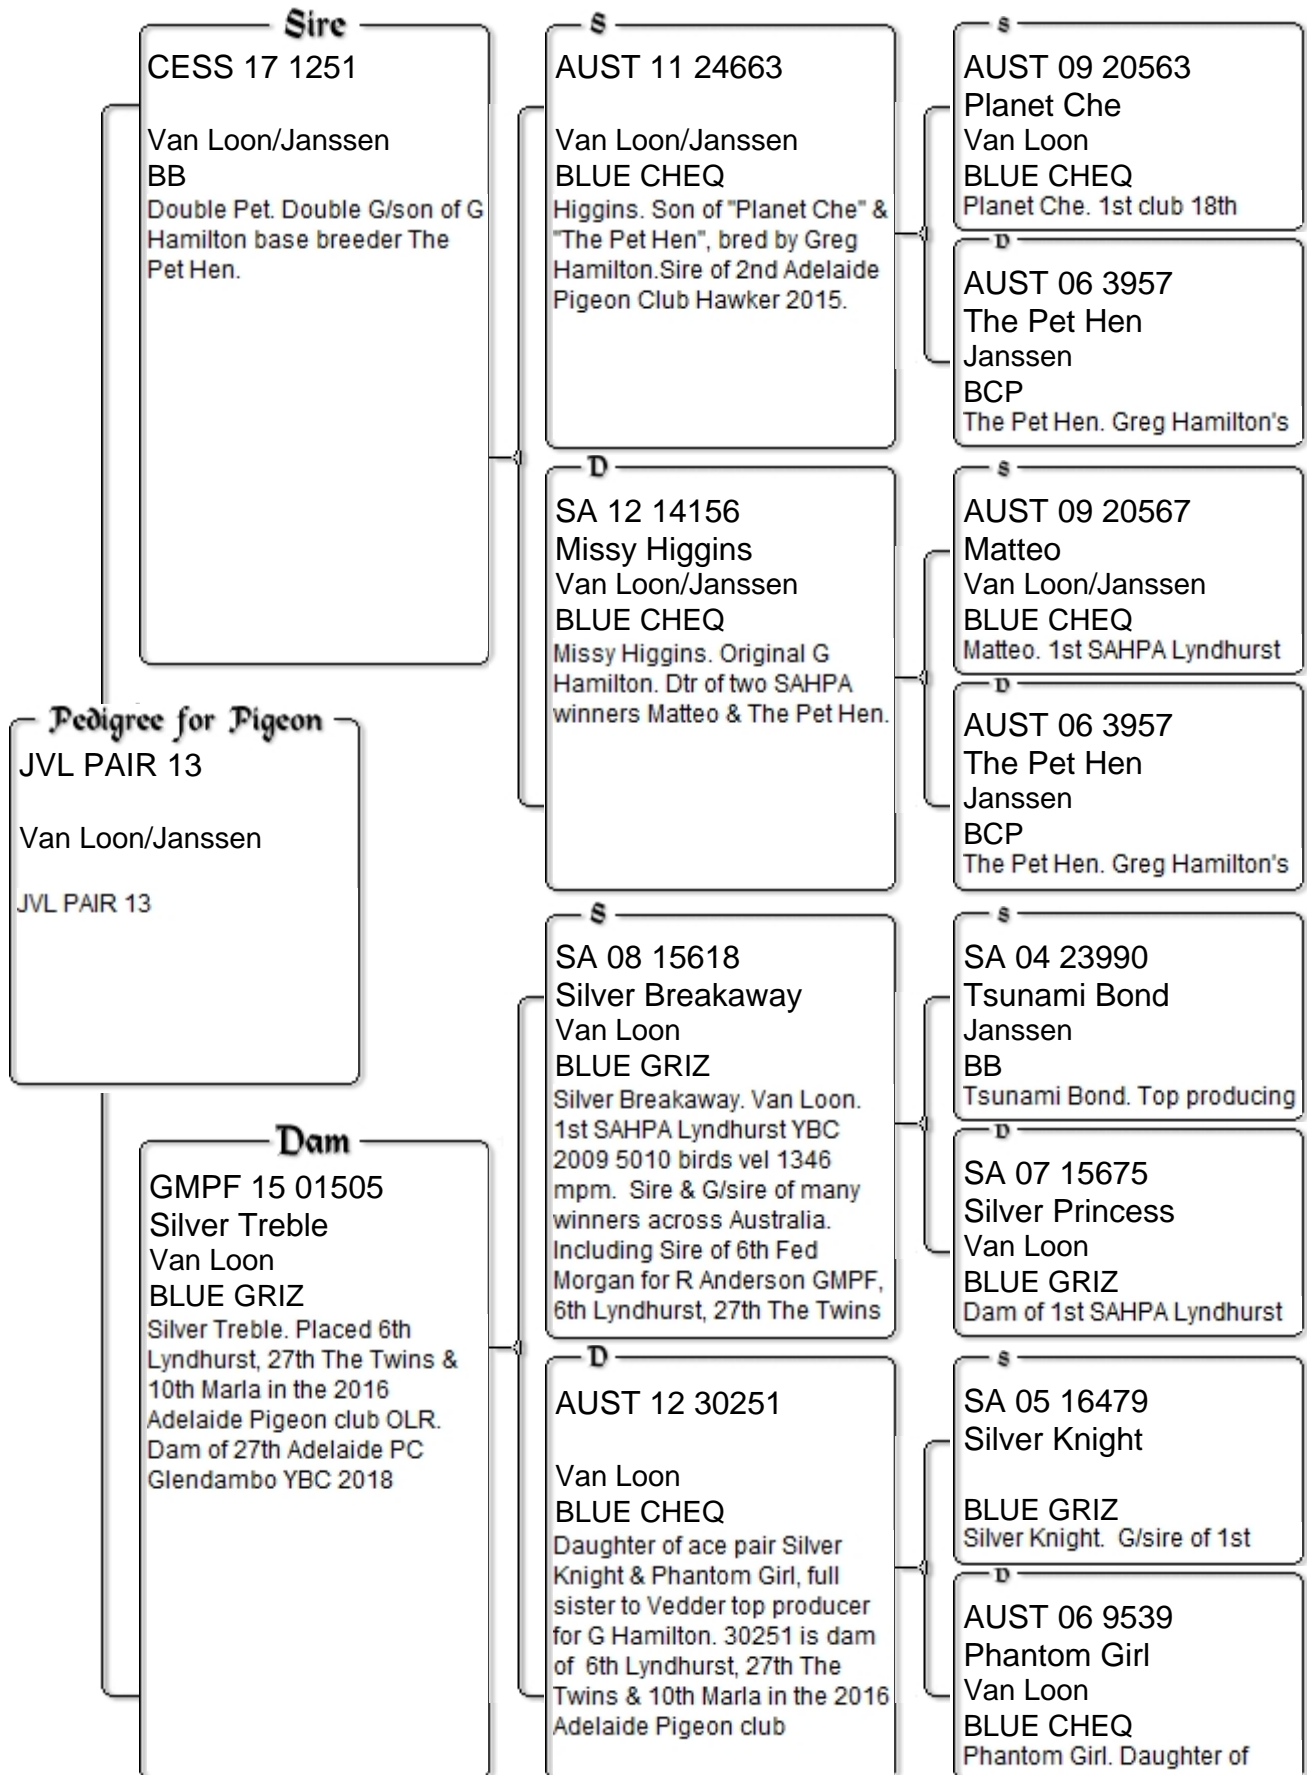 Sire
CESS 17 1251
Van Loon/Janssen
BB
Double Pet. Double G/son of G
Hamilton base breeder The
Pet Hen.
S
AUST 11 24663
Van Loon/Janssen
BLUE CHEQ
Higgins. Son of "Planet Che" &
"The Pet Hen", bred by Greg
Hamilton.Sire of 2nd Adelaide
Pigeon Club Hawker 2015.
S
AUST 09 20563
Planet Che
Van Loon
BLUE CHEQ
Planet Che. 1st club 18th
D
AUST 06 3957
The Pet Hen
Janssen
BCP
The Pet Hen. Greg Hamilton's
D
SA 12 14156
Missy Higgins
Van Loon/Janssen
BLUE CHEQ
Missy Higgins. Original G
Hamilton. Dtr of two SAHPA
winners Matteo & The Pet Hen.
S
AUST 09 20567
Matteo
Van Loon/Janssen
BLUE CHEQ
Matteo. 1st SAHPA Lyndhurst
D
AUST 06 3957
The Pet Hen
Janssen
BCP
The Pet Hen. Greg Hamilton's
Pedigree for Pigeon
JVL PAIR 13
Van Loon/Janssen
JVL PAIR 13
Dam
GMPF 15 01505
Silver Treble
Van Loon
BLUE GRIZ
Silver Treble. Placed 6th
Lyndhurst, 27th The Twins &
10th Marla in the 2016
Adelaide Pigeon club OLR.
Dam of 27th Adelaide PC
Glendambo YBC 2018
S
SA 08 15618
Silver Breakaway
Van Loon
BLUE GRIZ
Silver Breakaway. Van Loon.
1st SAHPA Lyndhurst YBC
2009 5010 birds vel 1346
mpm.  Sire & G/sire of many
winners across Australia.
Including Sire of 6th Fed
Morgan for R Anderson GMPF,
6th Lyndhurst, 27th The Twins
S
SA 04 23990
Tsunami Bond
Janssen
BB
Tsunami Bond. Top producing
D
SA 07 15675
Silver Princess
Van Loon
BLUE GRIZ
Dam of 1st SAHPA Lyndhurst
D
AUST 12 30251
Van Loon
BLUE CHEQ
Daughter of ace pair Silver
Knight & Phantom Girl, full
sister to Vedder top producer
for G Hamilton. 30251 is dam
of  6th Lyndhurst, 27th The
Twins & 10th Marla in the 2016
Adelaide Pigeon club
S
SA 05 16479
Silver Knight
BLUE GRIZ
Silver Knight.  G/sire of 1st
D
AUST 06 9539
Phantom Girl
Van Loon
BLUE CHEQ
Phantom Girl. Daughter of